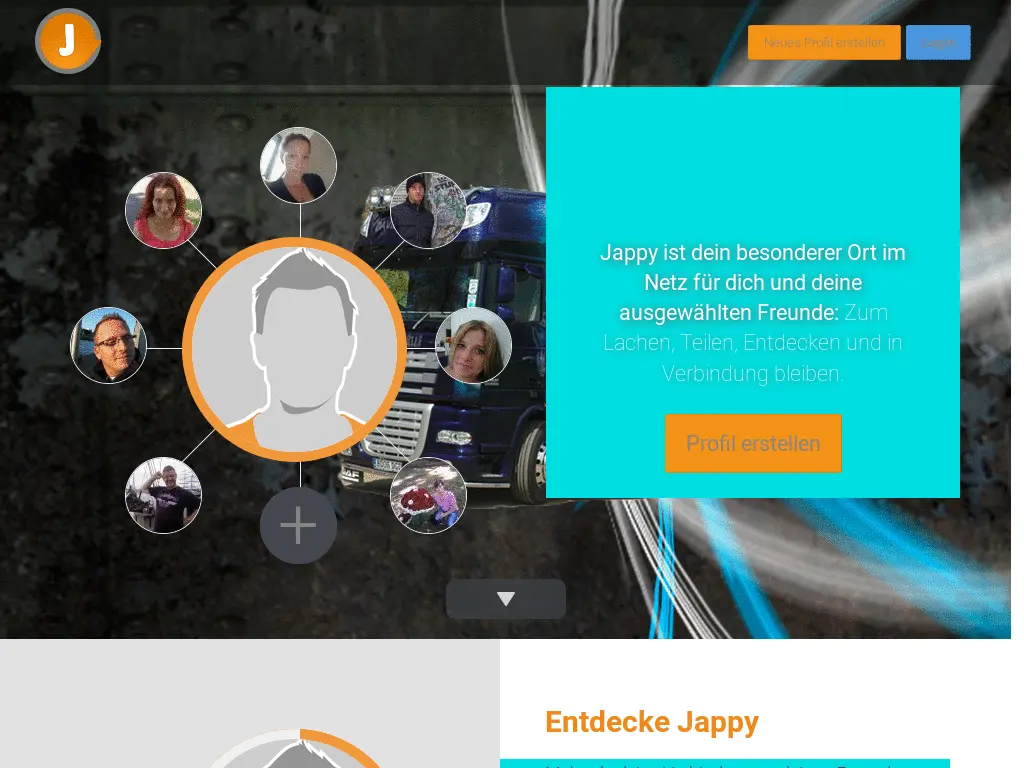 J
Neues Profil erstellen
Login
Jappy ist dein besonderer Ort im
Netz für dich und deine
ausgewählten Freunde: Zum
Lachen, Teilen, Entdecken und in
Verbindung bleiben.
Profil erstellen
Entdecke Jappy